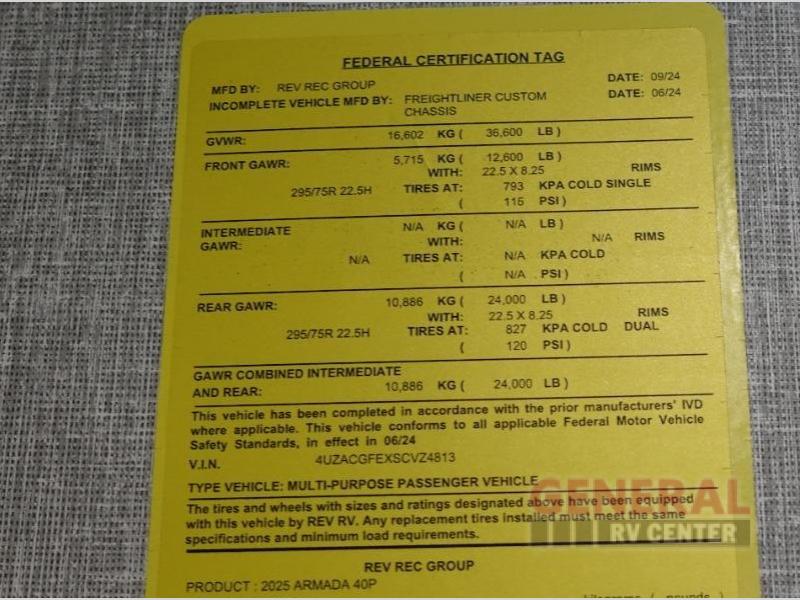 FEDERAL CERTIFICATION TAG
MFD BY: REV REC GROUP DATE: 09/24
INCOMPLETE VEHICLE MFD BY: FREIGHTLINER CUSTOM DATE: 06/24
CHASSIS
GVWR: 16,602 KG ( 36,600 LB )
FRONT GAWR: 5,715 KG ( 12,600 LB )
WITH: 22.5 X 8.25 RIMS
295/75R 22.5H TIRES AT: 793 KPA COLD SINGLE
( 115 PSI )
INTERMEDIATE N/A KG ( N/A LB )
GAWR: WITH: N/A RIMS
N/A TIRES AT: N/A KPA COLD
( N/A PSI )
REAR GAWR: 10,886 KG ( 24,000 LB )
WITH: 22.5 X 8.25 RIMS
295/75R 22.5H TIRES AT: 827 KPA COLD DUAL
( 120 PSI )
GAWR COMBINED INTERMEDIATE
AND REAR: 10,886 KG ( 24,000 LB )
This vehicle has been completed in accordance with the prior manufacturers' IVD
where applicable. This vehicle conforms to all applicable Federal Motor Vehicle
Safety Standards, in effect in 06/24
V.I.N. 4UZACGFEXSCVZ4813
TYPE VEHICLE: MULTI-PURPOSE PASSENGER VEHICLE
The tires and wheels with sizes and ratings designated above have been equipped
with this vehicle by REV RV. Any replacement tires installed must meet the same
specifications and minimum load requirements.
GENERAL
RV CENTER
REV REC GROUP
PRODUCT : 2025 ARMADA 40P
kilograms ( pounds )